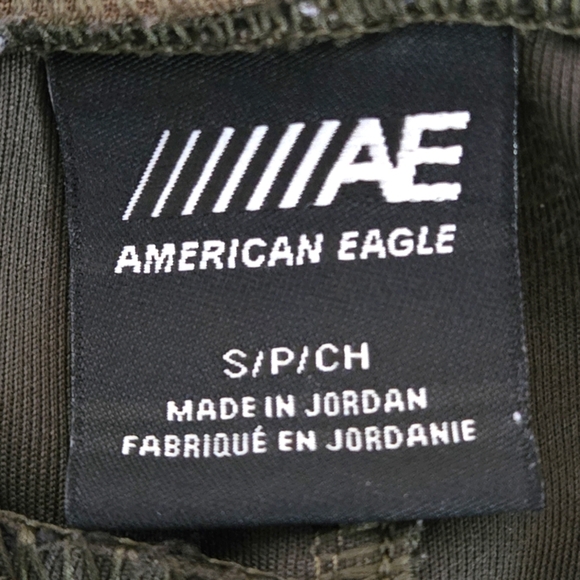 AE
AMERICAN EAGLE
S/P/CH
MADE IN JORDAN
FABRIQUÉ EN JORDANIE